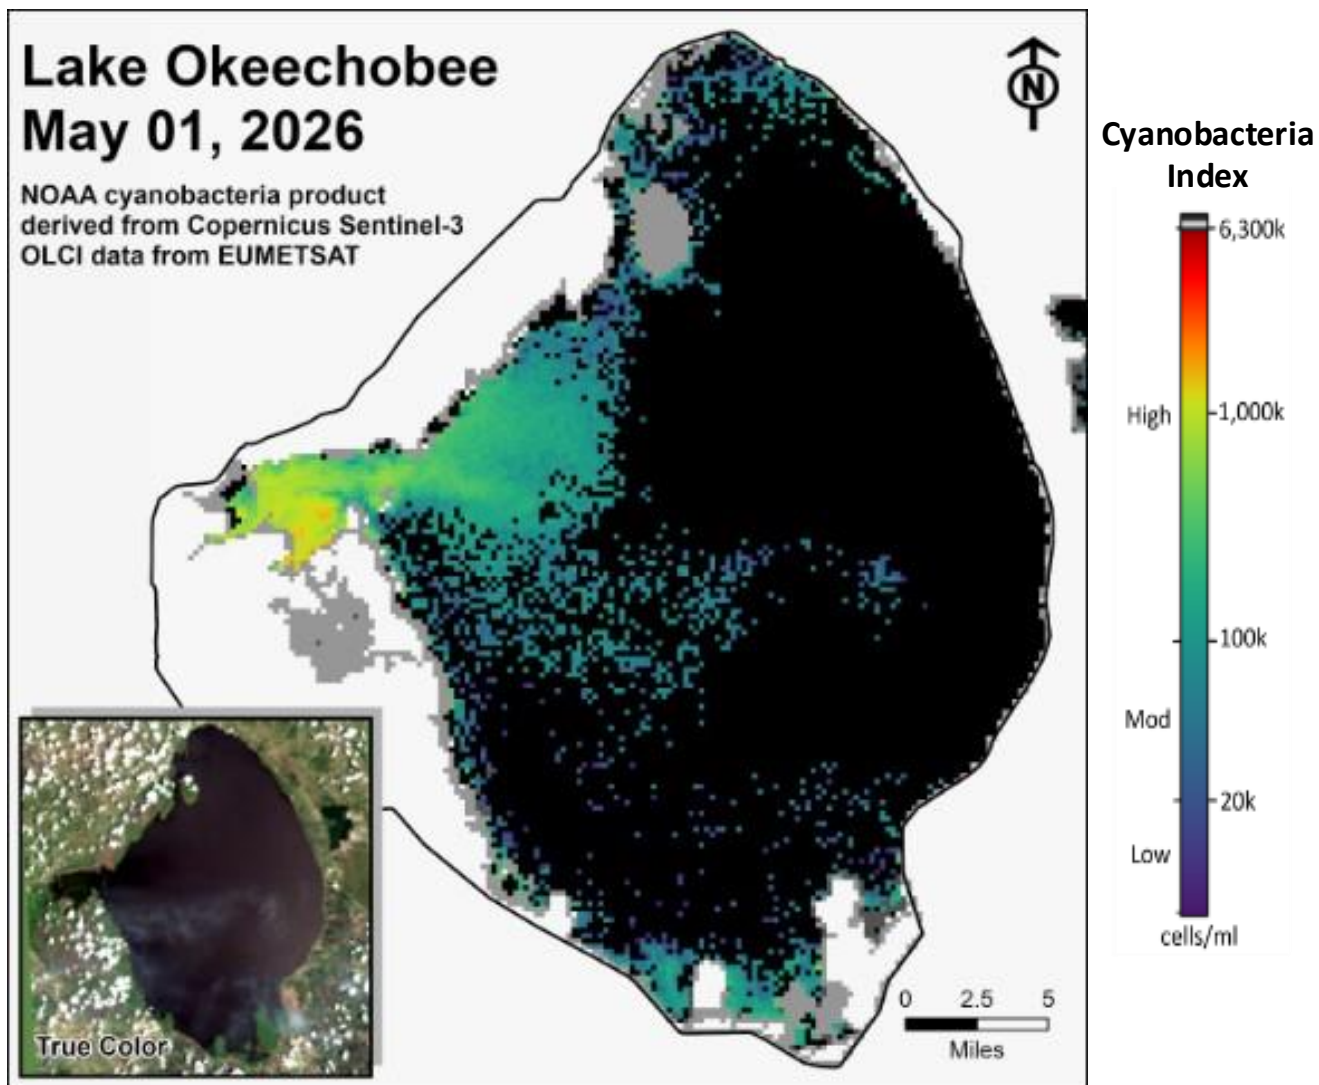 Lake Okeechobee
May 01, 2026
NOAA cyanobacteria product
derived from Copernicus Sentinel-3
OLCI data from EUMETSAT
N
Cyanobacteria
Index
6,300k
High
1,000k
100k
Mod
20k
Low
cells/ml
0 2.5 5
Miles
True Color